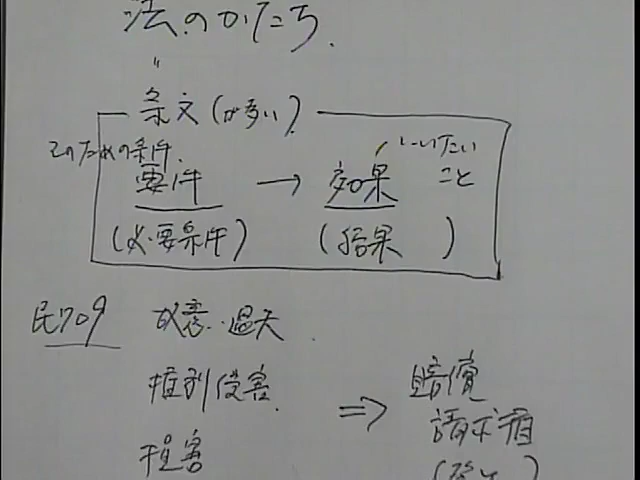 法のかたち
〃
条文(が多い)
そのための条件
いいたいこと
要件 → 効果
(必要条件) (結果)
民709 故意・過失
権利侵害
⇒ 賠償
請求権
損害